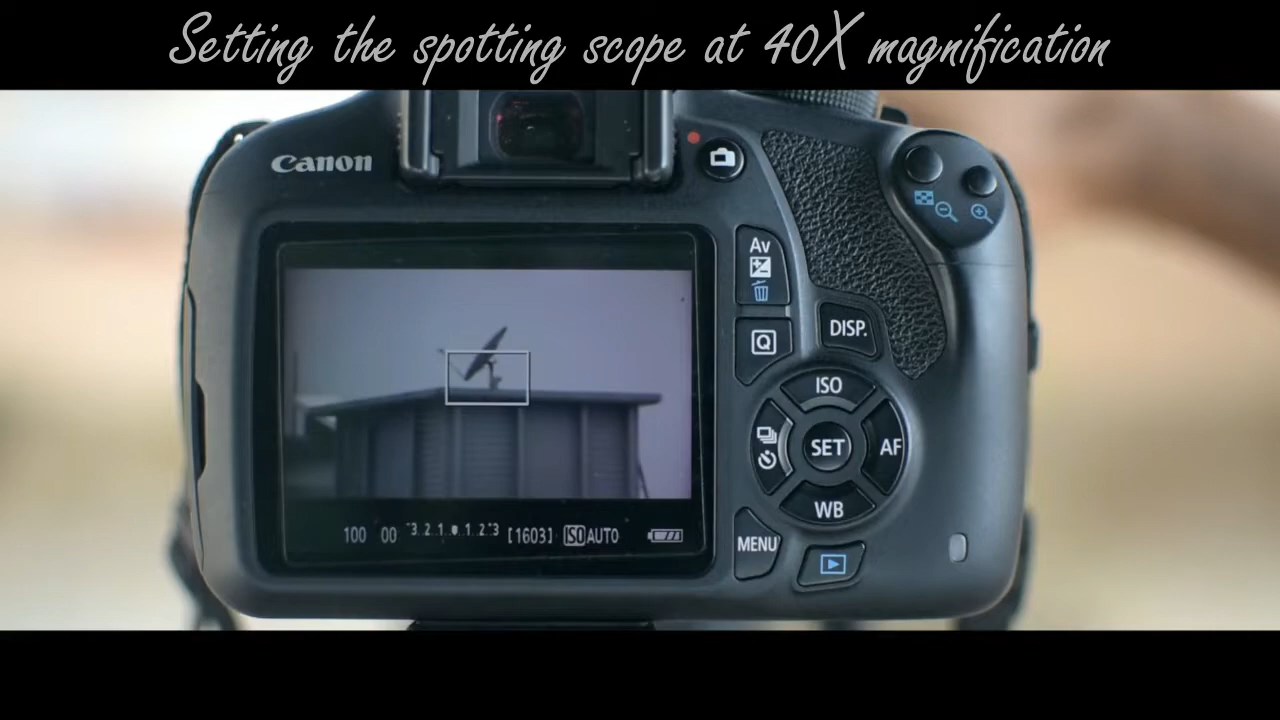 Setting the spotting scope at 40X magnification
Canon
Av
Q
DISP.
ISO
SET
AF
WB
MENU
100 00 -3..2..1..0..1..2.:3 [1603] ISO AUTO